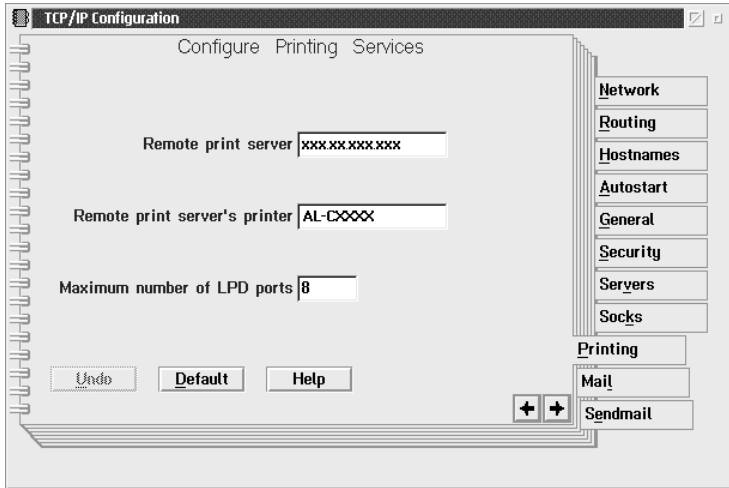 TCP/IP Configuration
Configure Printing Services
Remote print server xxx.xx.xxx.xxx
Remote print server's printer AL-CXXXX
Maximum number of LPD ports 8
Undo Default Help
Network
Routing
Hostnames
Autostart
General
Security
Servers
Socks
Printing
Mail
Sendmail